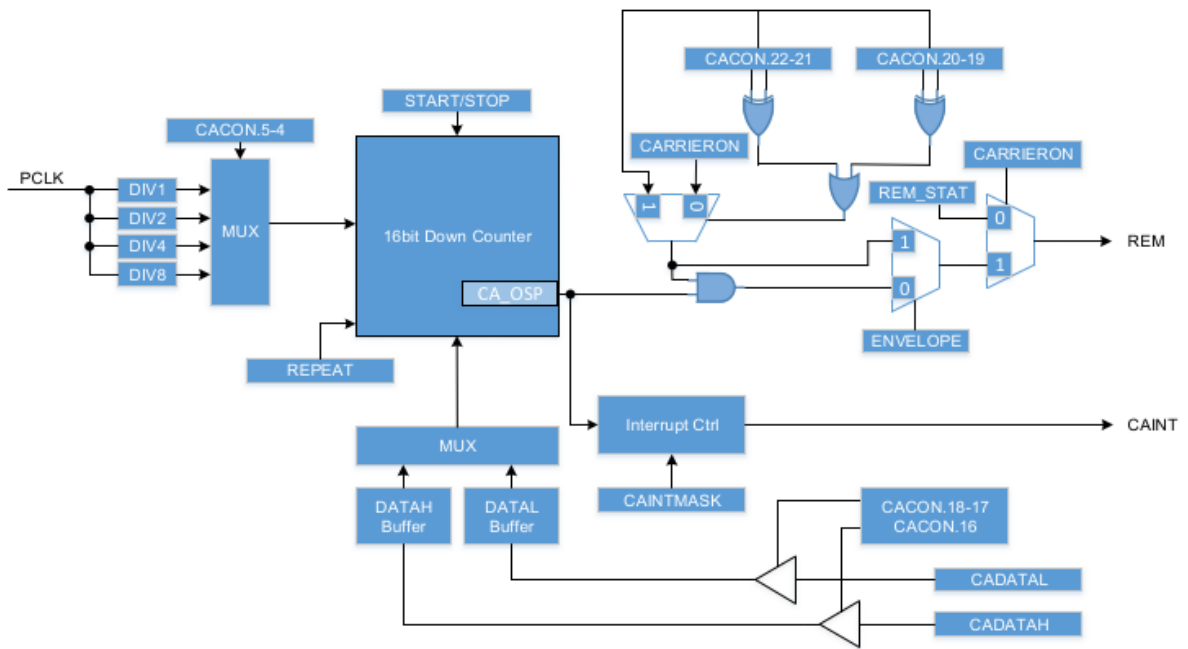 CACON.22-21
CACON.20-19
START/STOP
CACON.5-4
CARRIERON
CARRIERON
PCLK
DIV1
DIV2
DIV4
DIV8
MUX
16bit Down Counter
CA_OSP
1
0
REM_STAT
0
1
1
0
REM
ENVELOPE
REPEAT
MUX
Interrupt Ctrl
CAINT
DATAH
Buffer
DATAL
Buffer
CAINTMASK
CACON.18-17
CACON.16
CADATAL
CADATAH